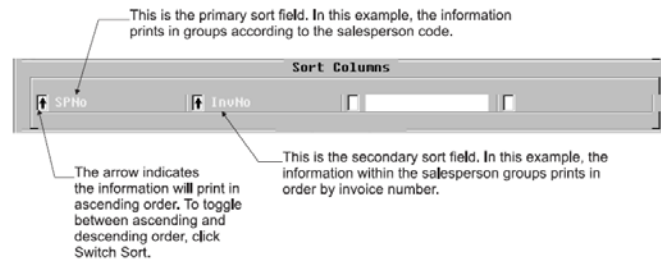 This is the primary sort field. In this example, the information
prints in groups according to the salesperson code.
Sort Columns
SPNo
InvNo
The arrow indicates
the information will print in
ascending order. To toggle
between ascending and
descending order, click
Switch Sort.
This is the secondary sort field. In this example, the
information within the salesperson groups prints in
order by invoice number.